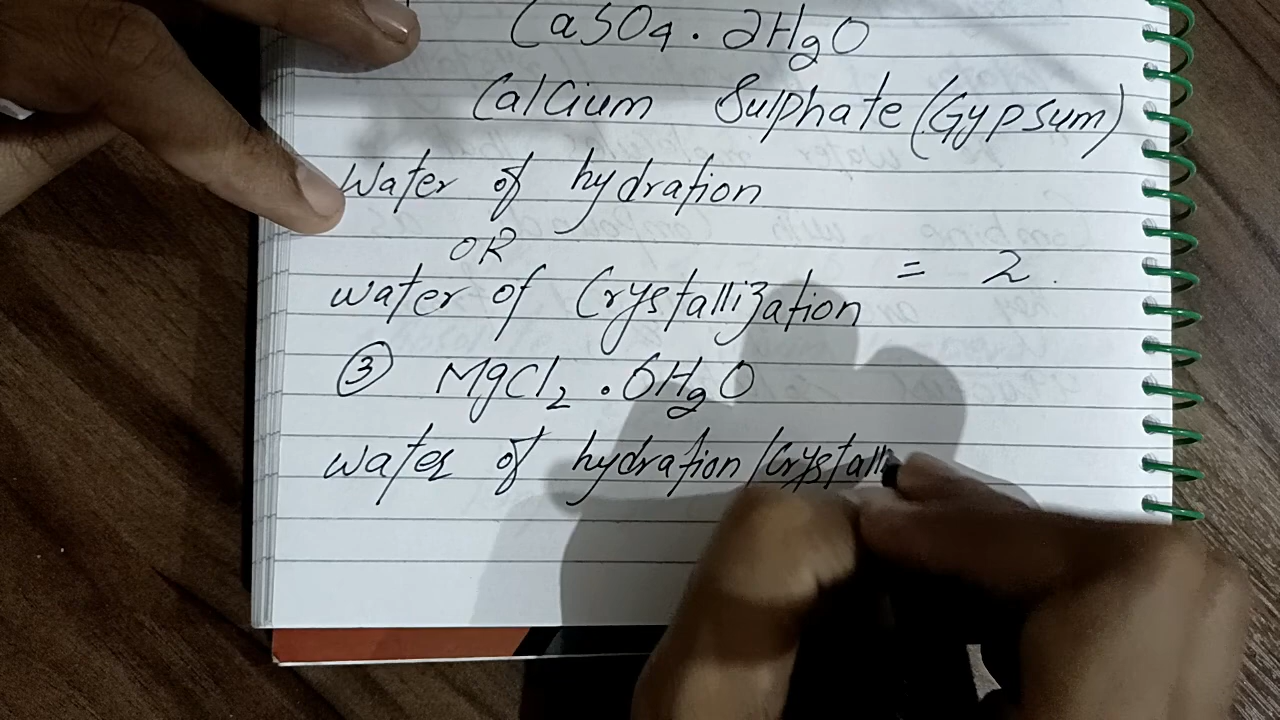 CaSO4 . 2H2O
Calcium Sulphate (Gypsum)
Water of hydration
OR
= 2.
water of Crystallization
③ MgCl2 . 6H2O
water of hydration/Crystalli